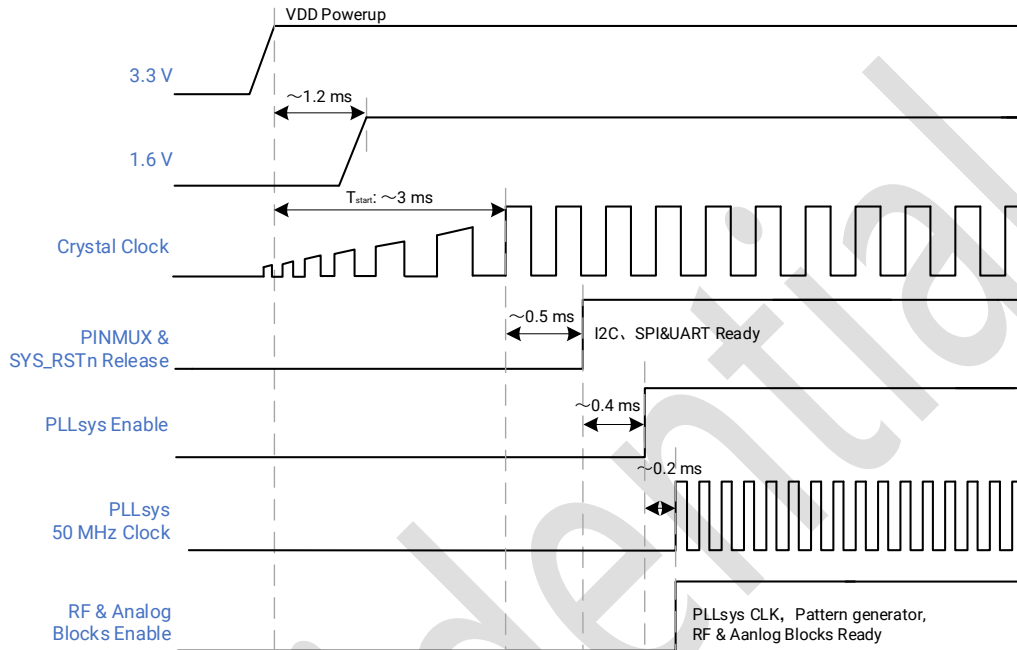 VDD Powerup
3.3 V
～1.2 ms
1.6 V
Tstart: ～3 ms
Crystal Clock
～0.5 ms
PINMUX &
SYS_RSTn Release
I2C、SPI&UART Ready
～0.4 ms
PLLsys Enable
～0.2 ms
PLLsys
50 MHz Clock
RF & Analog
Blocks Enable
PLLsys CLK，Pattern generator,
RF & Aanlog Blocks Ready